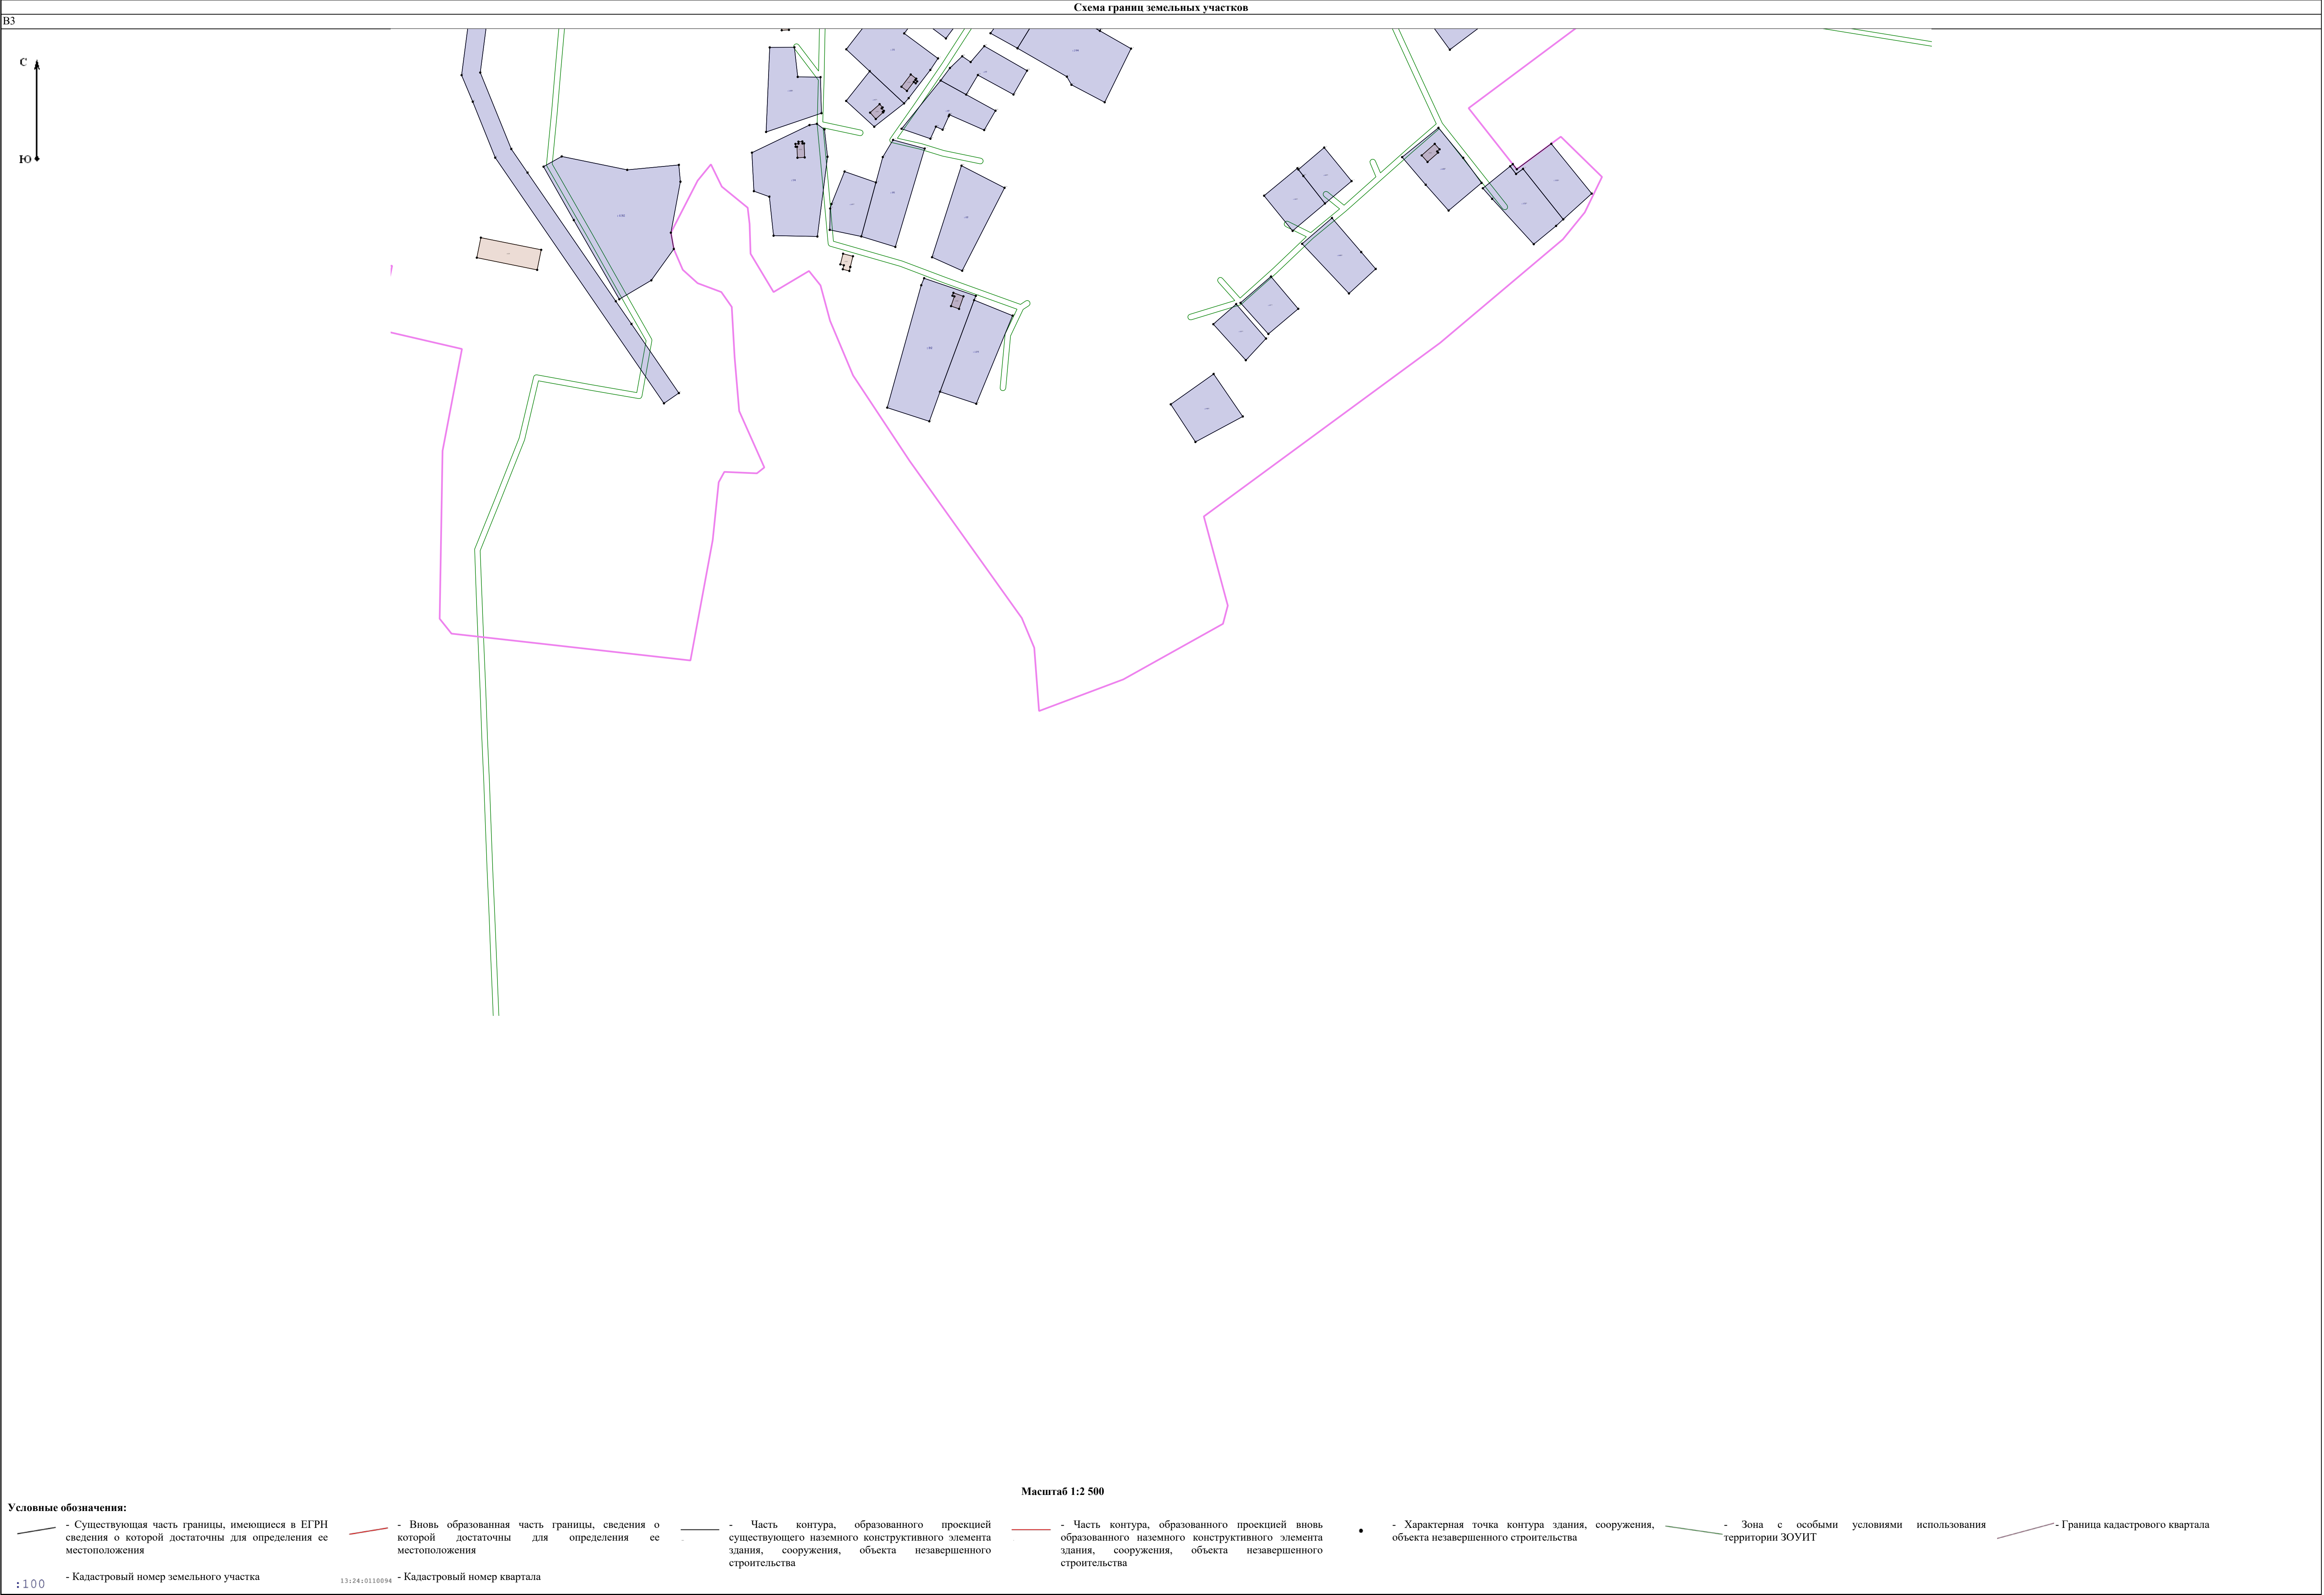 Схема границ земельных участков
В3
С
Ю
Масштаб 1:2 500
Условные обозначения:
- Существующая часть границы, имеющиеся в ЕГРН
сведения о которой достаточны для определения ее
местоположения
- Вновь образованная часть границы, сведения о
которой достаточны для определения ее
местоположения
- Часть контура, образованного проекцией
существующего наземного конструктивного элемента
здания, сооружения, объекта незавершенного
строительства
- Часть контура, образованного проекцией вновь
образованного наземного конструктивного элемента
здания, сооружения, объекта незавершенного
строительства
- Характерная точка контура здания, сооружения,
объекта незавершенного строительства
- Зона с особыми условиями использования
территории ЗОУИТ
- Граница кадастрового квартала
:100
- Кадастровый номер земельного участка
13:24:0110094
- Кадастровый номер квартала